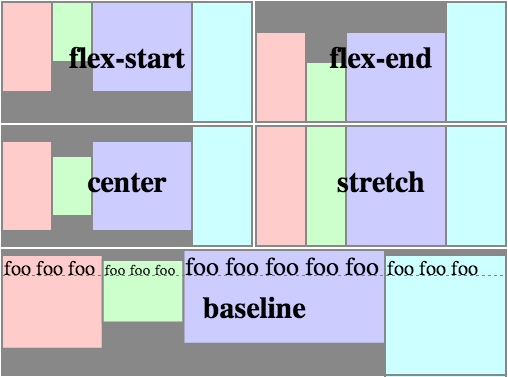 flex-start
flex-end
center
stretch
foo foo foo
foo foo foo
foo foo foo foo foo
foo foo foo
baseline